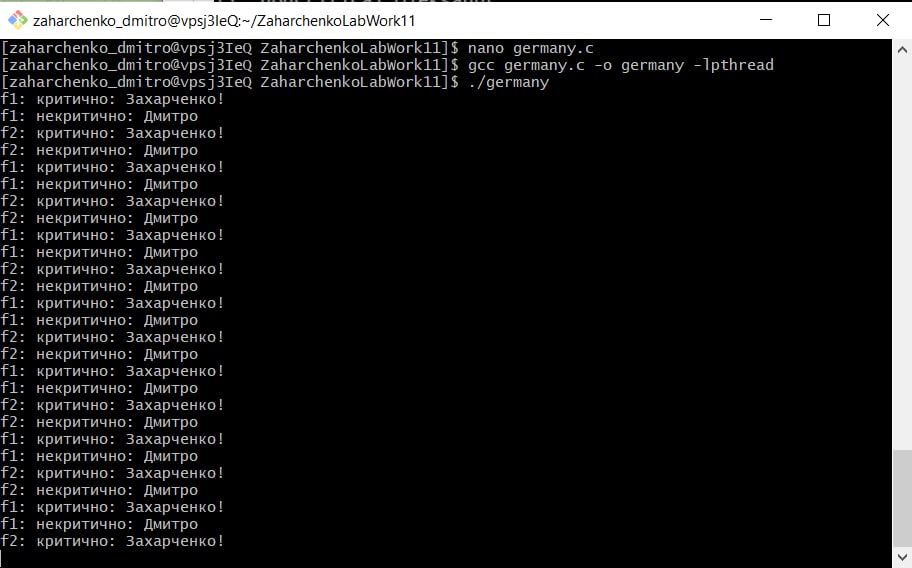 zaharchenko_dmitro@vpsj3IeQ:~/ZaharchenkoLabWork11
[zaharchenko_dmitro@vpsj3IeQ ZaharchenkoLabWork11]$ nano germany.c
[zaharchenko_dmitro@vpsj3IeQ ZaharchenkoLabWork11]$ gcc germany.c -o germany -lpthread
[zaharchenko_dmitro@vpsj3IeQ ZaharchenkoLabWork11]$ ./germany
f1: критично: Захарченко!
f1: некритично: Дмитро
f2: критично: Захарченко!
f2: некритично: Дмитро
f1: критично: Захарченко!
f1: некритично: Дмитро
f2: критично: Захарченко!
f2: некритично: Дмитро
f1: критично: Захарченко!
f1: некритично: Дмитро
f2: критично: Захарченко!
f2: некритично: Дмитро
f1: критично: Захарченко!
f1: некритично: Дмитро
f2: критично: Захарченко!
f2: некритично: Дмитро
f1: критично: Захарченко!
f1: некритично: Дмитро
f2: критично: Захарченко!
f2: некритично: Дмитро
f1: критично: Захарченко!
f1: некритично: Дмитро
f2: критично: Захарченко!
f2: некритично: Дмитро
f1: критично: Захарченко!
f1: некритично: Дмитро
f2: критично: Захарченко!